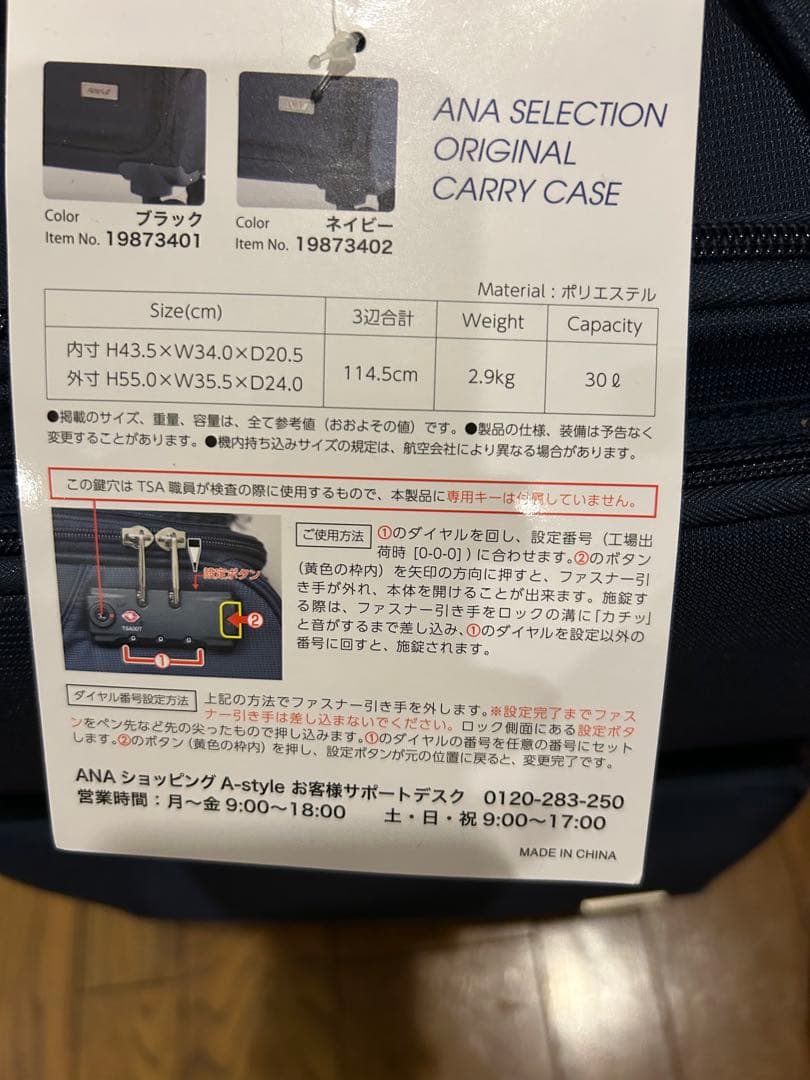 ANA SELECTION
ORIGINAL
CARRY CASE
Color ブラック
Item No. 19873401
Color ネイビー
Item No. 19873402
Material : ポリエステル
Size(cm) 3辺合計 Weight Capacity
内寸 H43.5×W34.0×D20.5
外寸 H55.0×W35.5×D24.0
114.5cm 2.9kg 30ℓ
●掲載のサイズ、重量、容量は、全て参考値（おおよその値）です。●製品の仕様、装備は予告なく
変更することがあります。●機内持ち込みサイズの規定は、航空会社により異なる場合があります。
この鍵穴は TSA 職員が検査の際に使用するもので、本製品に専用キーは付属していません。
設定ボタン
TSA007
①
②
ご使用方法 ①のダイヤルを回し、設定番号（工場出
荷時 [0-0-0] ) に合わせます。②のボタン
（黄色の枠内）を矢印の方向に押すと、ファスナー引
き手が外れ、本体を開けることが出来ます。施錠す
る際は、ファスナー引き手をロックの溝に「カチッ」
と音がするまで差し込み、①のダイヤルを設定以外の
番号に回すと、施錠されます。
ダイヤル番号設定方法 上記の方法でファスナー引き手を外します。※設定完了までファス
ナー引き手は差し込まないでください。ロック側面にある設定ボタ
ンをペン先など先の尖ったもので押し込みます。①のダイヤルの番号を任意の番号にセット
します。②のボタン（黄色の枠内）を押し、設定ボタンが元の位置に戻ると、変更完了です。
ANA ショッピング A-style お客様サポートデスク 0120-283-250
営業時間：月〜金 9:00〜18:00 土・日・祝 9:00〜17:00
MADE IN CHINA